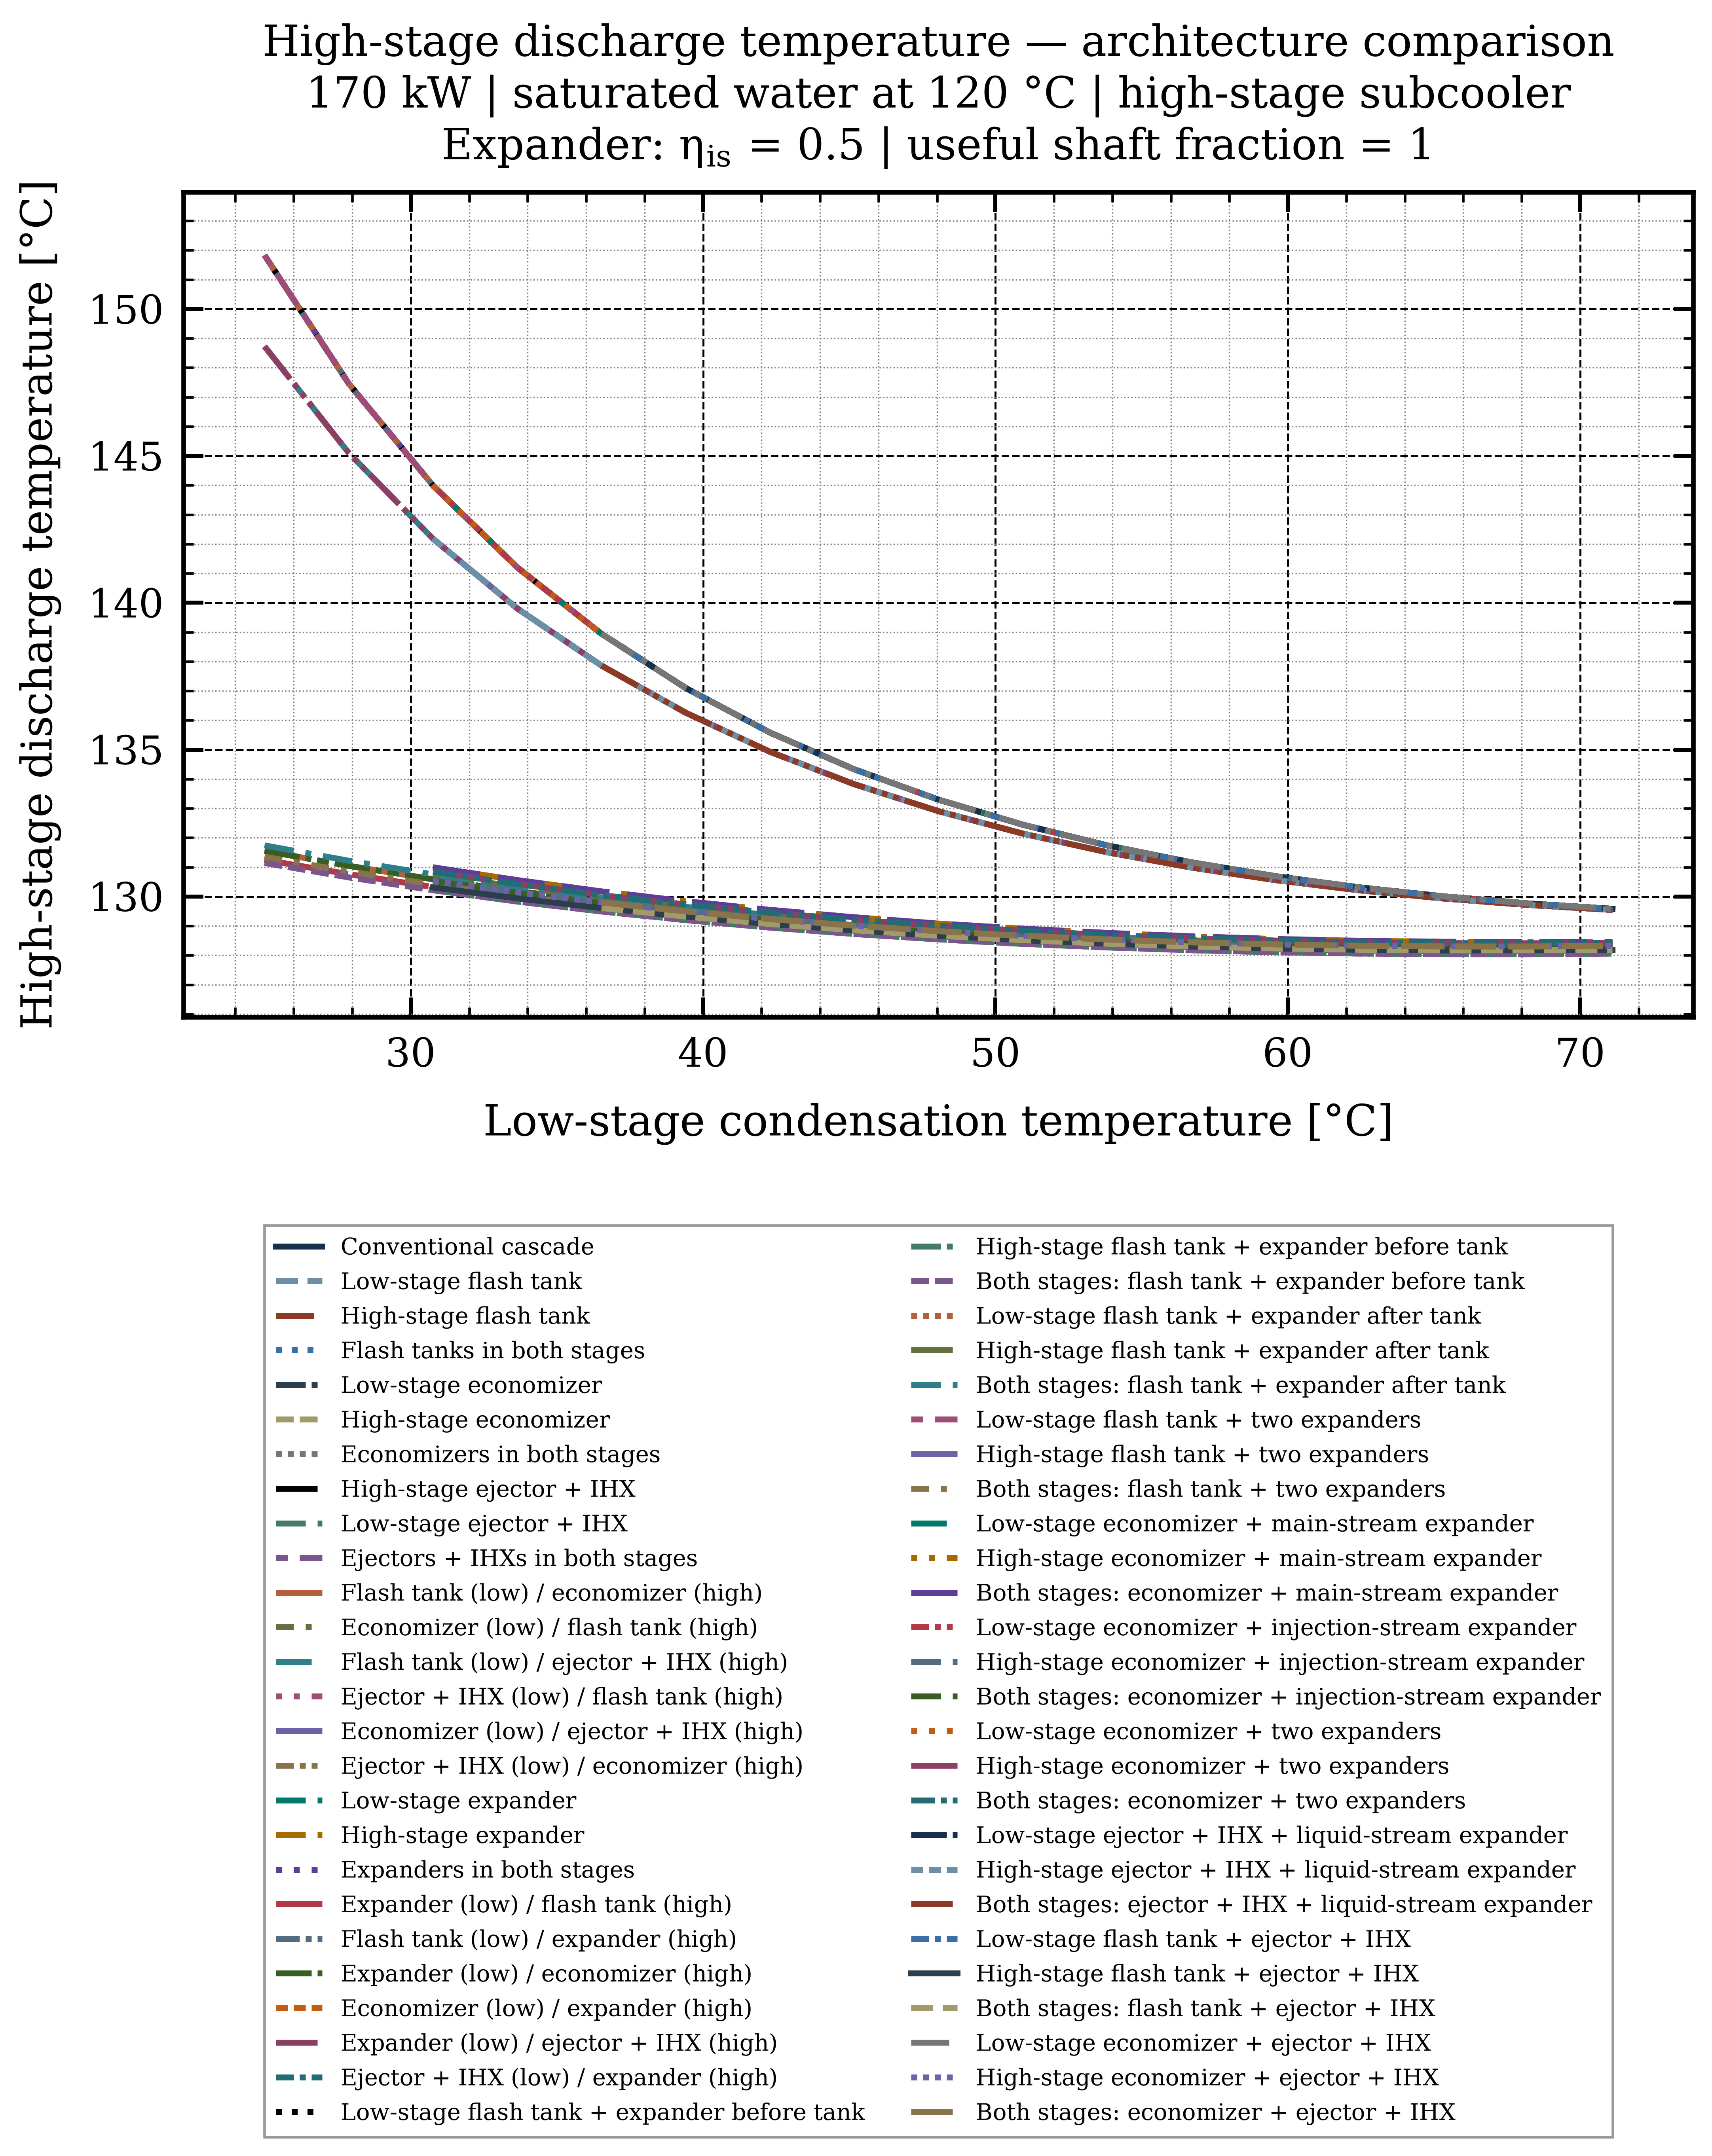 High-stage discharge temperature — architecture comparison
170 kW | saturated water at 120 °C | high-stage subcooler
Expander: ηis = 0.5 | useful shaft fraction = 1
High-stage discharge temperature [°C]
150
145
140
135
130
30 40 50 60 70
Low-stage condensation temperature [°C]
Conventional cascade
Low-stage flash tank
High-stage flash tank
Flash tanks in both stages
Low-stage economizer
High-stage economizer
Economizers in both stages
High-stage ejector + IHX
Low-stage ejector + IHX
Ejectors + IHXs in both stages
Flash tank (low) / economizer (high)
Economizer (low) / flash tank (high)
Flash tank (low) / ejector + IHX (high)
Ejector + IHX (low) / flash tank (high)
Economizer (low) / ejector + IHX (high)
Ejector + IHX (low) / economizer (high)
Low-stage expander
High-stage expander
Expanders in both stages
Expander (low) / flash tank (high)
Flash tank (low) / expander (high)
Expander (low) / economizer (high)
Economizer (low) / expander (high)
Expander (low) / ejector + IHX (high)
Ejector + IHX (low) / expander (high)
Low-stage flash tank + expander before tank
High-stage flash tank + expander before tank
Both stages: flash tank + expander before tank
Low-stage flash tank + expander after tank
High-stage flash tank + expander after tank
Both stages: flash tank + expander after tank
Low-stage flash tank + two expanders
High-stage flash tank + two expanders
Both stages: flash tank + two expanders
Low-stage economizer + main-stream expander
High-stage economizer + main-stream expander
Both stages: economizer + main-stream expander
Low-stage economizer + injection-stream expander
High-stage economizer + injection-stream expander
Both stages: economizer + injection-stream expander
Low-stage economizer + two expanders
High-stage economizer + two expanders
Both stages: economizer + two expanders
Low-stage ejector + IHX + liquid-stream expander
High-stage ejector + IHX + liquid-stream expander
Both stages: ejector + IHX + liquid-stream expander
Low-stage flash tank + ejector + IHX
High-stage flash tank + ejector + IHX
Both stages: flash tank + ejector + IHX
Low-stage economizer + ejector + IHX
High-stage economizer + ejector + IHX
Both stages: economizer + ejector + IHX